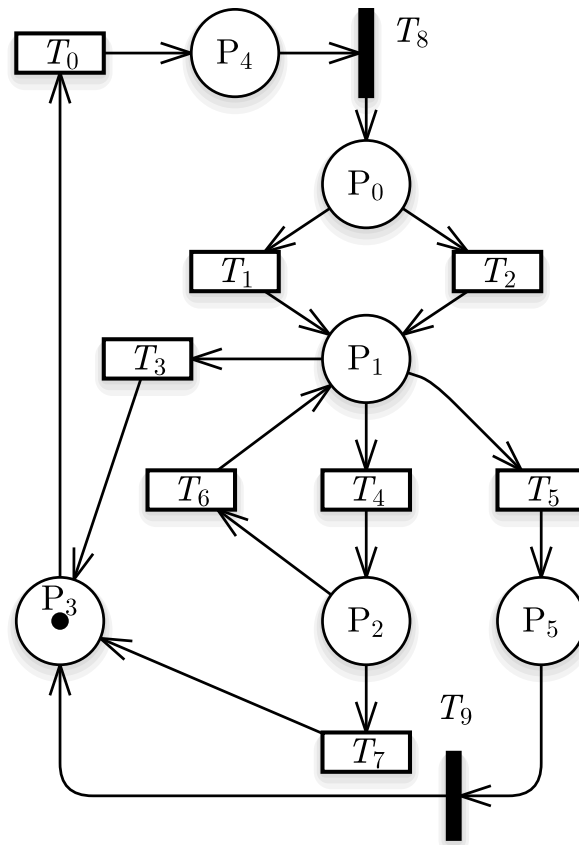 T₈
T₀ P₄
P₀
T₁ T₂
P₁
T₃
T₆ T₄ T₅
P₃
P₂ P₅
T₉
T₇